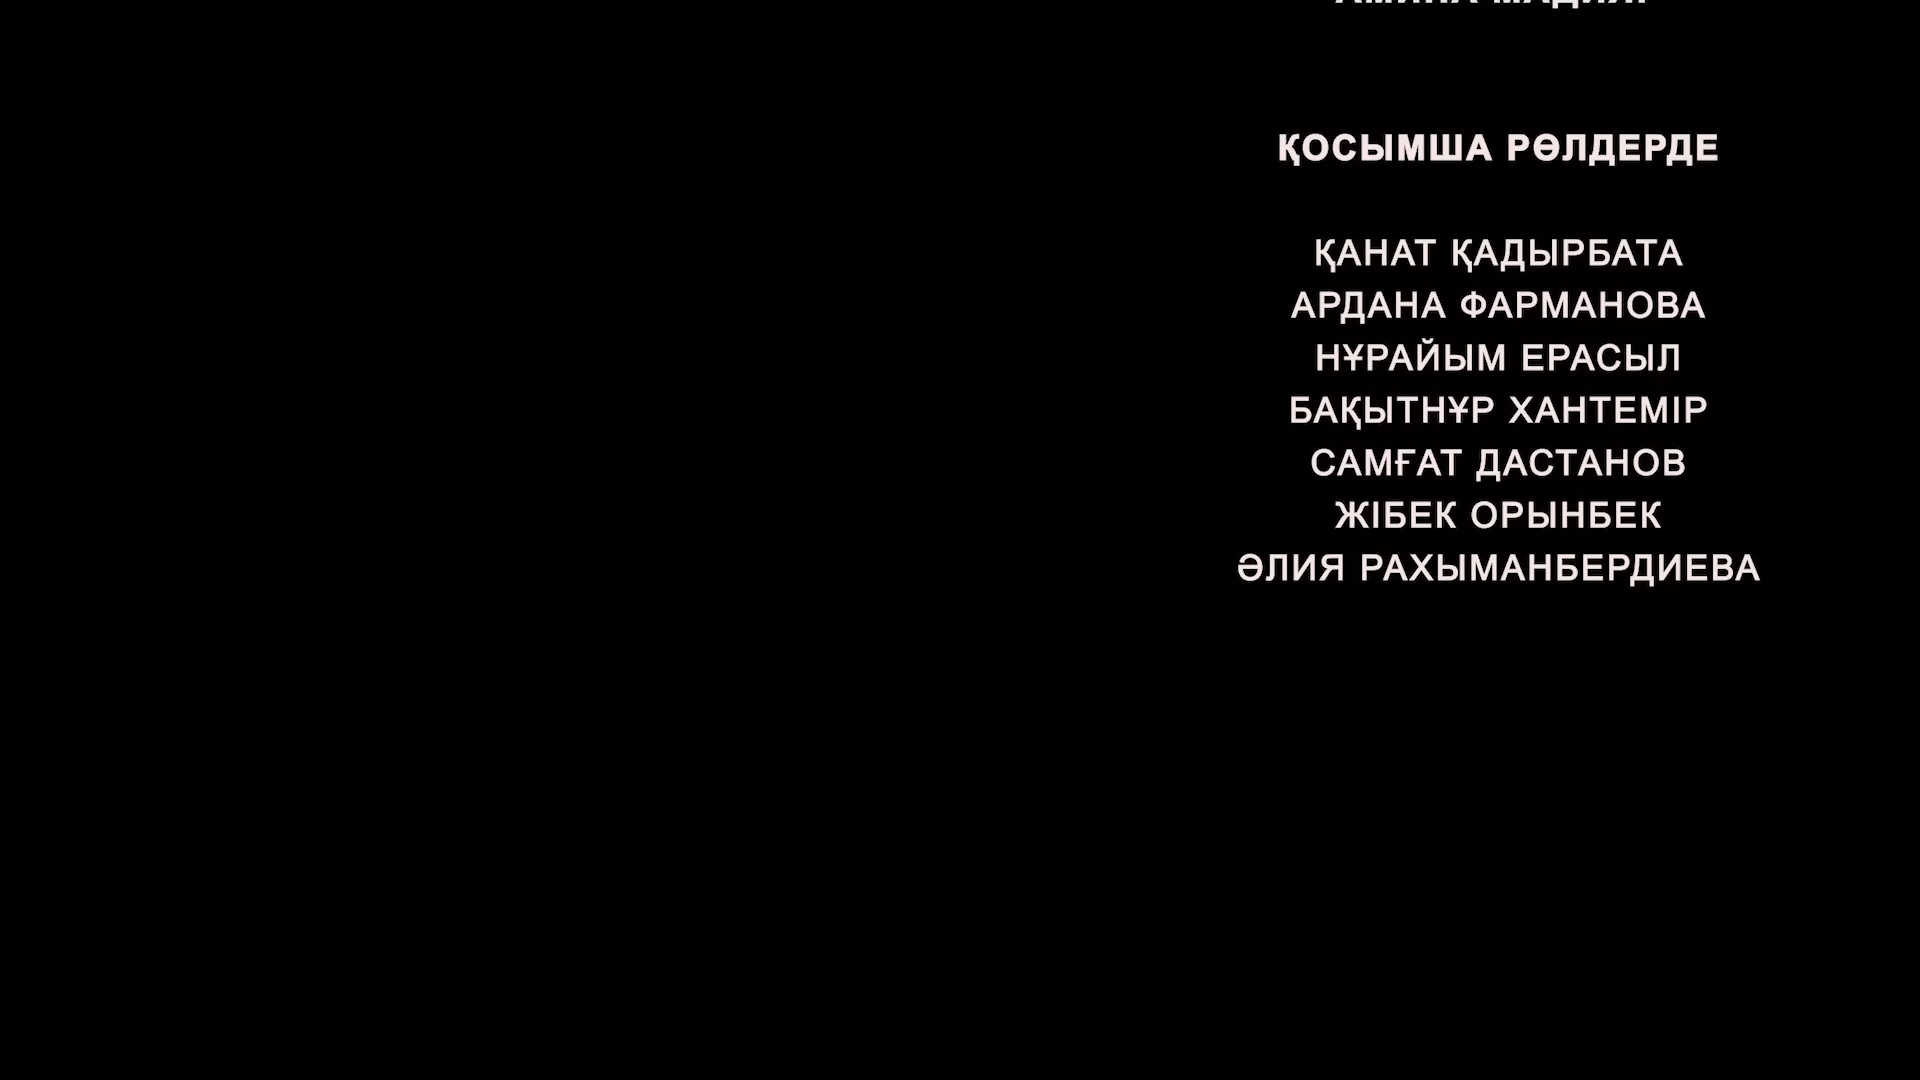 ҚОСЫМША РӨЛДЕРДЕ
ҚАНАТ ҚАДЫРБАТА
АРДАНА ФАРМАНОВА
НҰРАЙЫМ ЕРАСЫЛ
БАҚЫТНҰР ХАНТЕМІР
САМҒАТ ДАСТАНОВ
ЖІБЕК ОРЫНБЕК
ӘЛИЯ РАХЫМАНБЕРДИЕВА